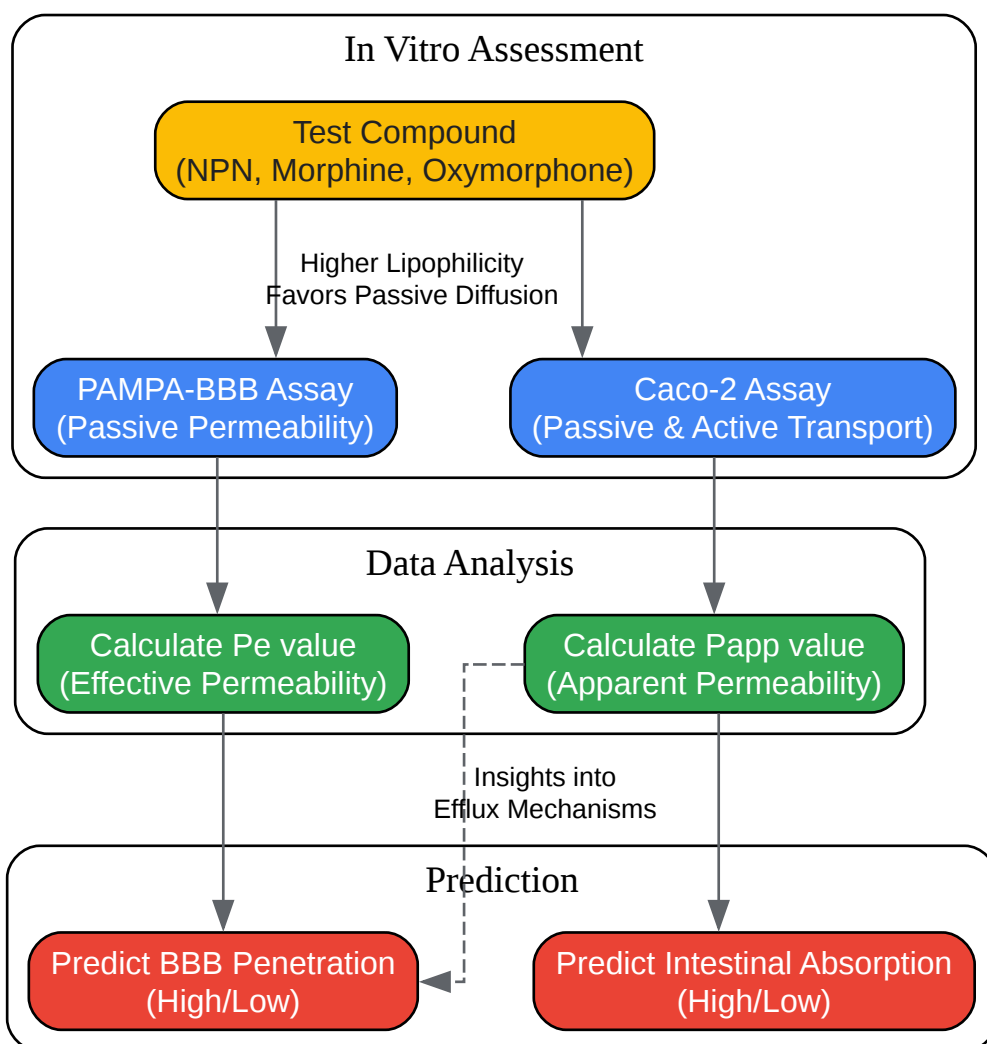 In Vitro Assessment
Test Compound
(NPN, Morphine, Oxymorphone)
Higher Lipophilicity
Favors Passive Diffusion
PAMPA-BBB Assay
(Passive Permeability)
Caco-2 Assay
(Passive & Active Transport)
Data Analysis
Calculate Pe value
(Effective Permeability)
Calculate Papp value
(Apparent Permeability)
Insights into
Efflux Mechanisms
Prediction
Predict BBB Penetration
(High/Low)
Predict Intestinal Absorption
(High/Low)